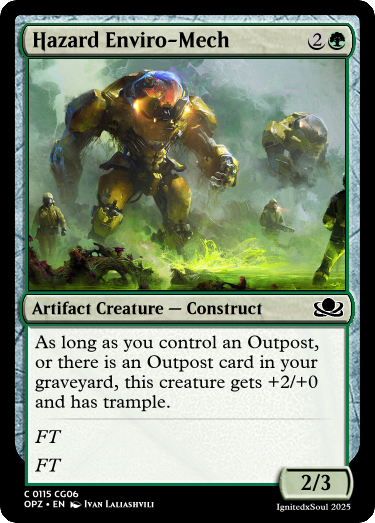 Hazard Enviro-Mech 2
Artifact Creature — Construct
As long as you control an Outpost,
or there is an Outpost card in your
graveyard, this creature gets +2/+0
and has trample.
FT
FT
2/3
C 0115 CG06
OPZ • EN Ivan Laliashvili
IgnitedxSoul 2025